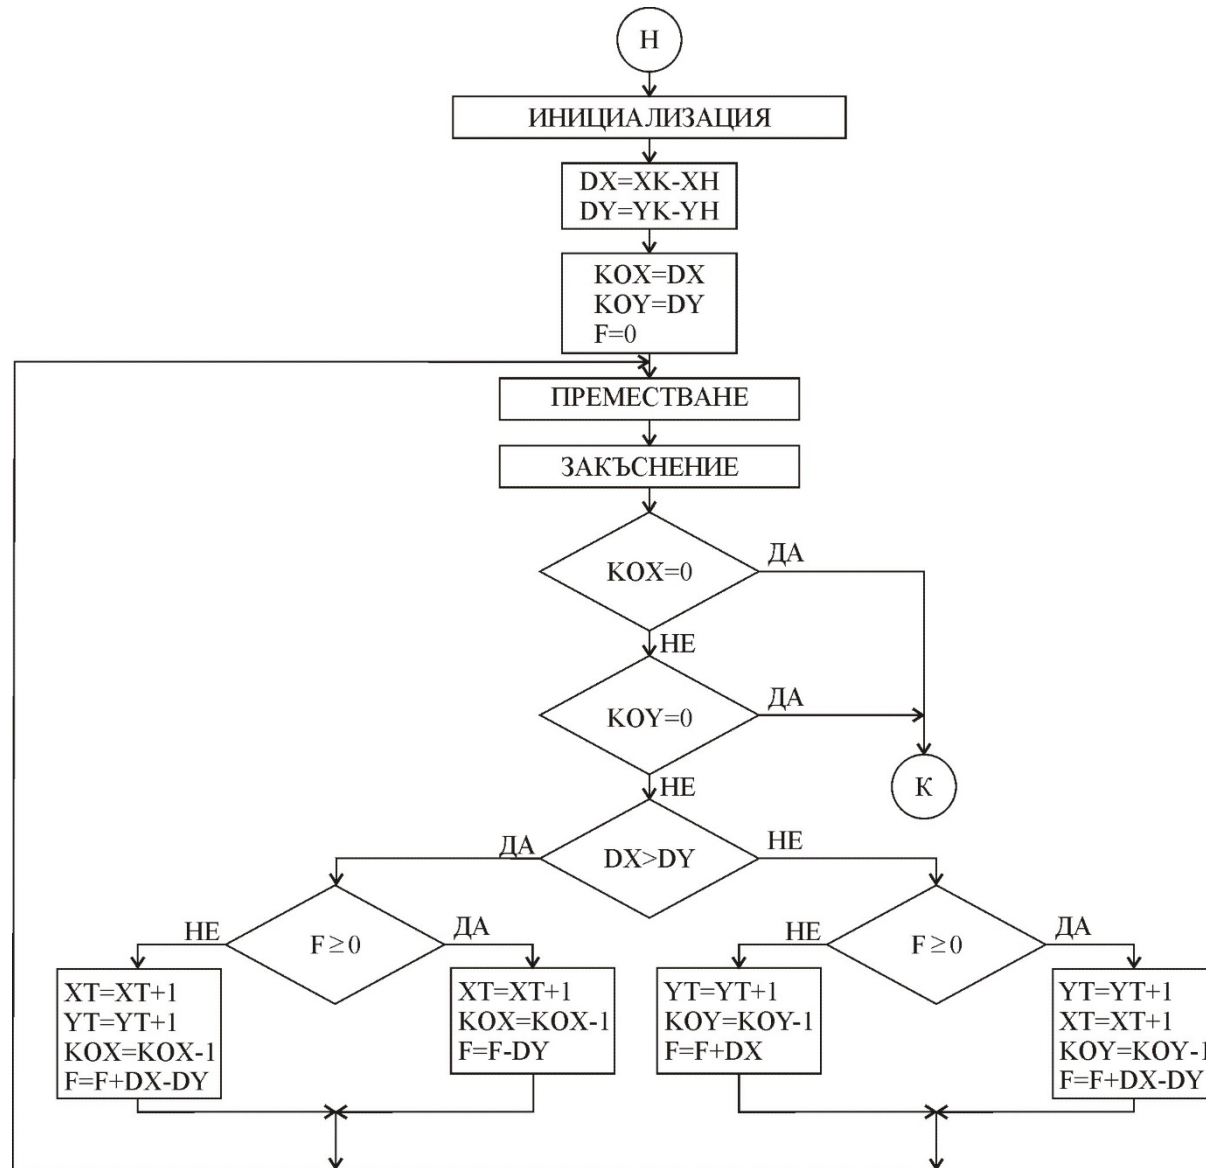 Н
ИНИЦИАЛИЗАЦИЯ
DX=XK-XH
DY=YK-YH
KOX=DX
KOY=DY
F=0
ПРЕМЕСТВАНЕ
ЗАКЪСНЕНИЕ
KOX=0
ДА
НЕ
KOY=0
ДА
НЕ
К
DX>DY
ДА
НЕ
F≥0
НЕ
ДА
F≥0
НЕ
ДА
XT=XT+1
YT=YT+1
KOX=KOX-1
F=F+DX-DY
XT=XT+1
KOX=KOX-1
F=F-DY
YT=YT+1
KOY=KOY-1
F=F+DX
YT=YT+1
XT=XT+1
KOY=KOY-1
F=F+DX-DY